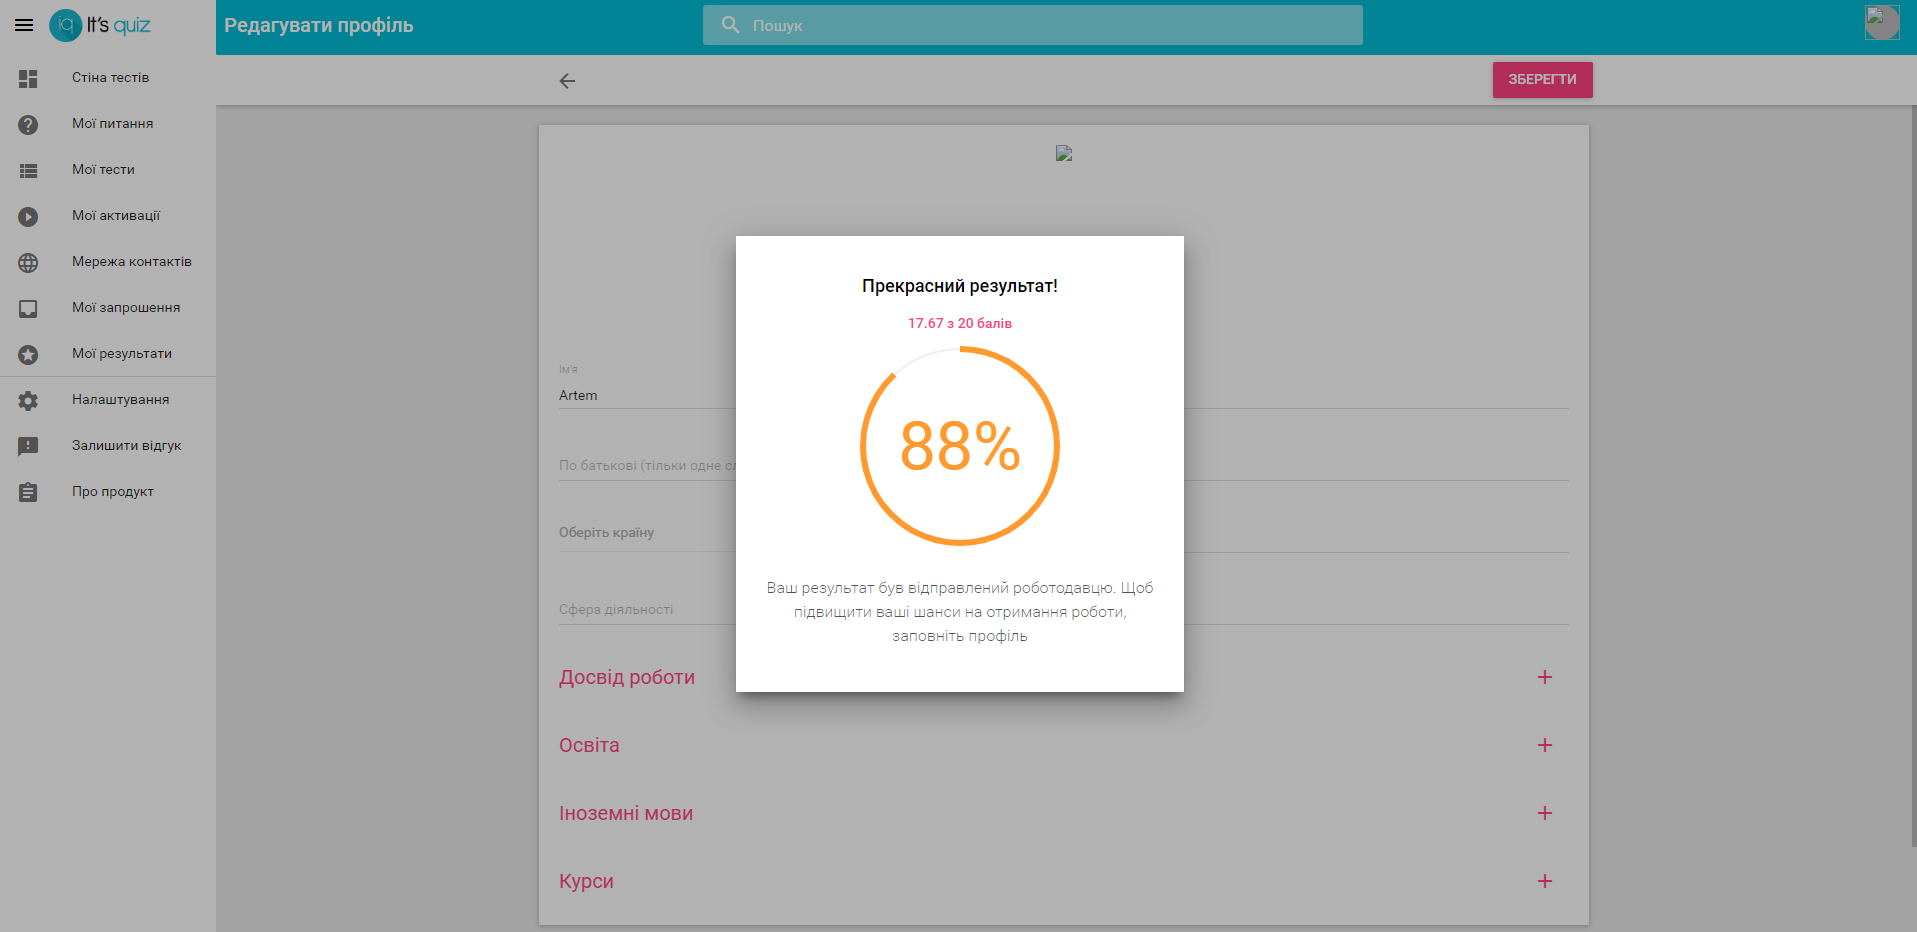 It's quiz
Редагувати профіль
Пошук
Стіна тестів
Мої питання
Мої тести
Мої активації
Мережа контактів
Мої запрошення
Мої результати
Налаштування
Залишити відгук
Про продукт
ЗБЕРЕГТИ
Прекрасний результат!
17.67 з 20 балів
88%
Ваш результат був відправлений роботодавцю. Щоб
підвищити ваші шанси на отримання роботи,
заповніть профіль
Ім'я
Artem
По батькові (тільки одне сл
Оберіть країну
Сфера діяльності
Досвід роботи
Освіта
Іноземні мови
Курси